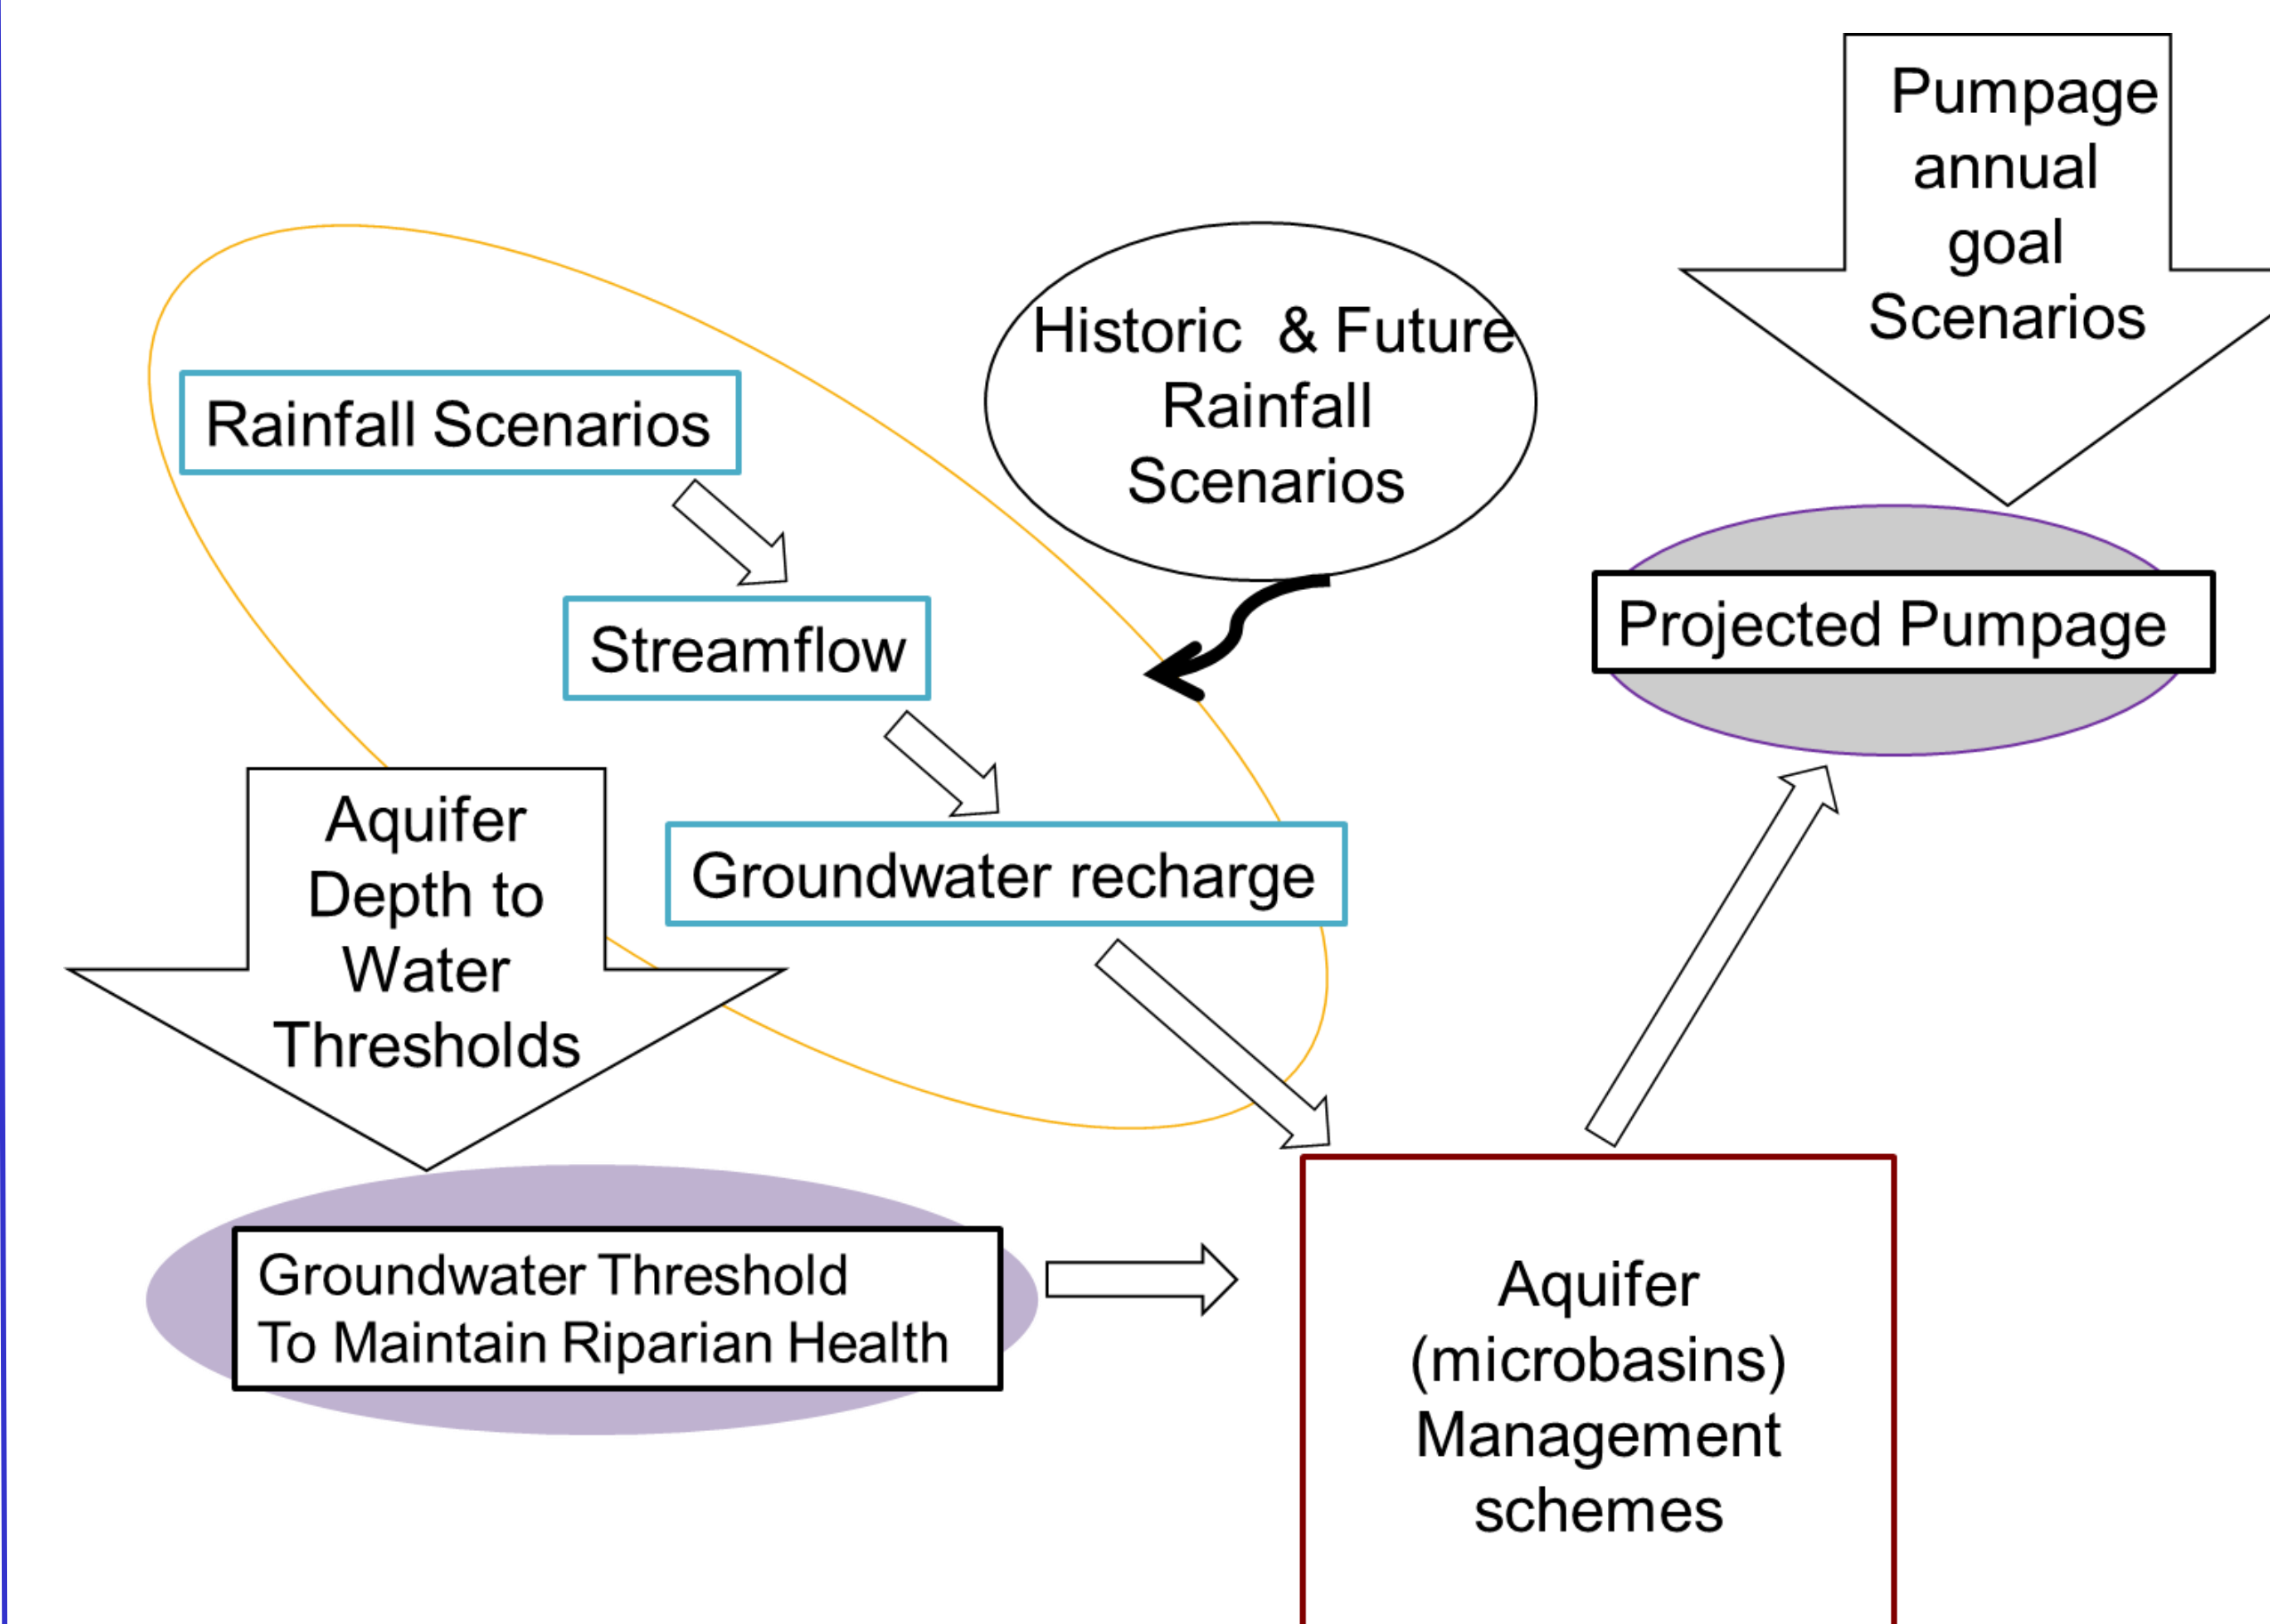 Pumpage
annual
goal
Scenarios
Historic & Future
Rainfall
Scenarios
Rainfall Scenarios
Streamflow
Projected Pumpage
Groundwater recharge
Aquifer
Depth to
Water
Thresholds
Groundwater Threshold
To Maintain Riparian Health
Aquifer
(microbasins)
Management
schemes